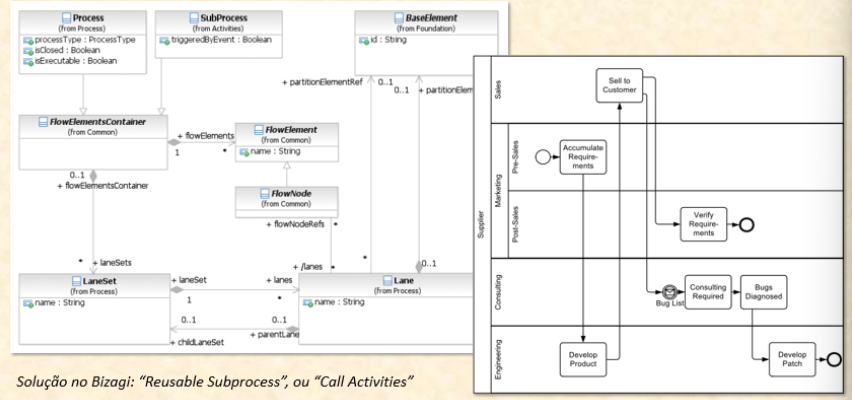 Process
(from Process)
processType : ProcessType
isClosed : Boolean
isExecutable : Boolean
SubProcess
(from Activities)
triggeredByEvent : Boolean
BaseElement
(from Foundation)
id : String
+ partitionElementRef
0..1
0..1
+ partitionElem
FlowElementsContainer
(from Common)
+ flowElements
1
*
FlowElement
(from Common)
name : String
0..1
+ flowElementsContainer
FlowNode
(from Common)
+ flowNodeRefs
*
*
+ laneSets
+ /lanes
*
*
0..1
LaneSet
(from Process)
name : String
+ laneSet
+ lanes
1
*
Lane
(from Process)
name : String
0..1
0..1
+ parentLane
+ childLaneSet
Supplier
Sales
Marketing
Pre-Sales
Post-Sales
Consulting
Engineering
Sell to
Customer
Accumulate
Require-
ments
Verify
Require-
ments
Bug List
Consulting
Required
Bugs
Diagnosed
Develop
Product
Develop
Patch
Solução no Bizagi: “Reusable Subprocess”, ou “Call Activities”